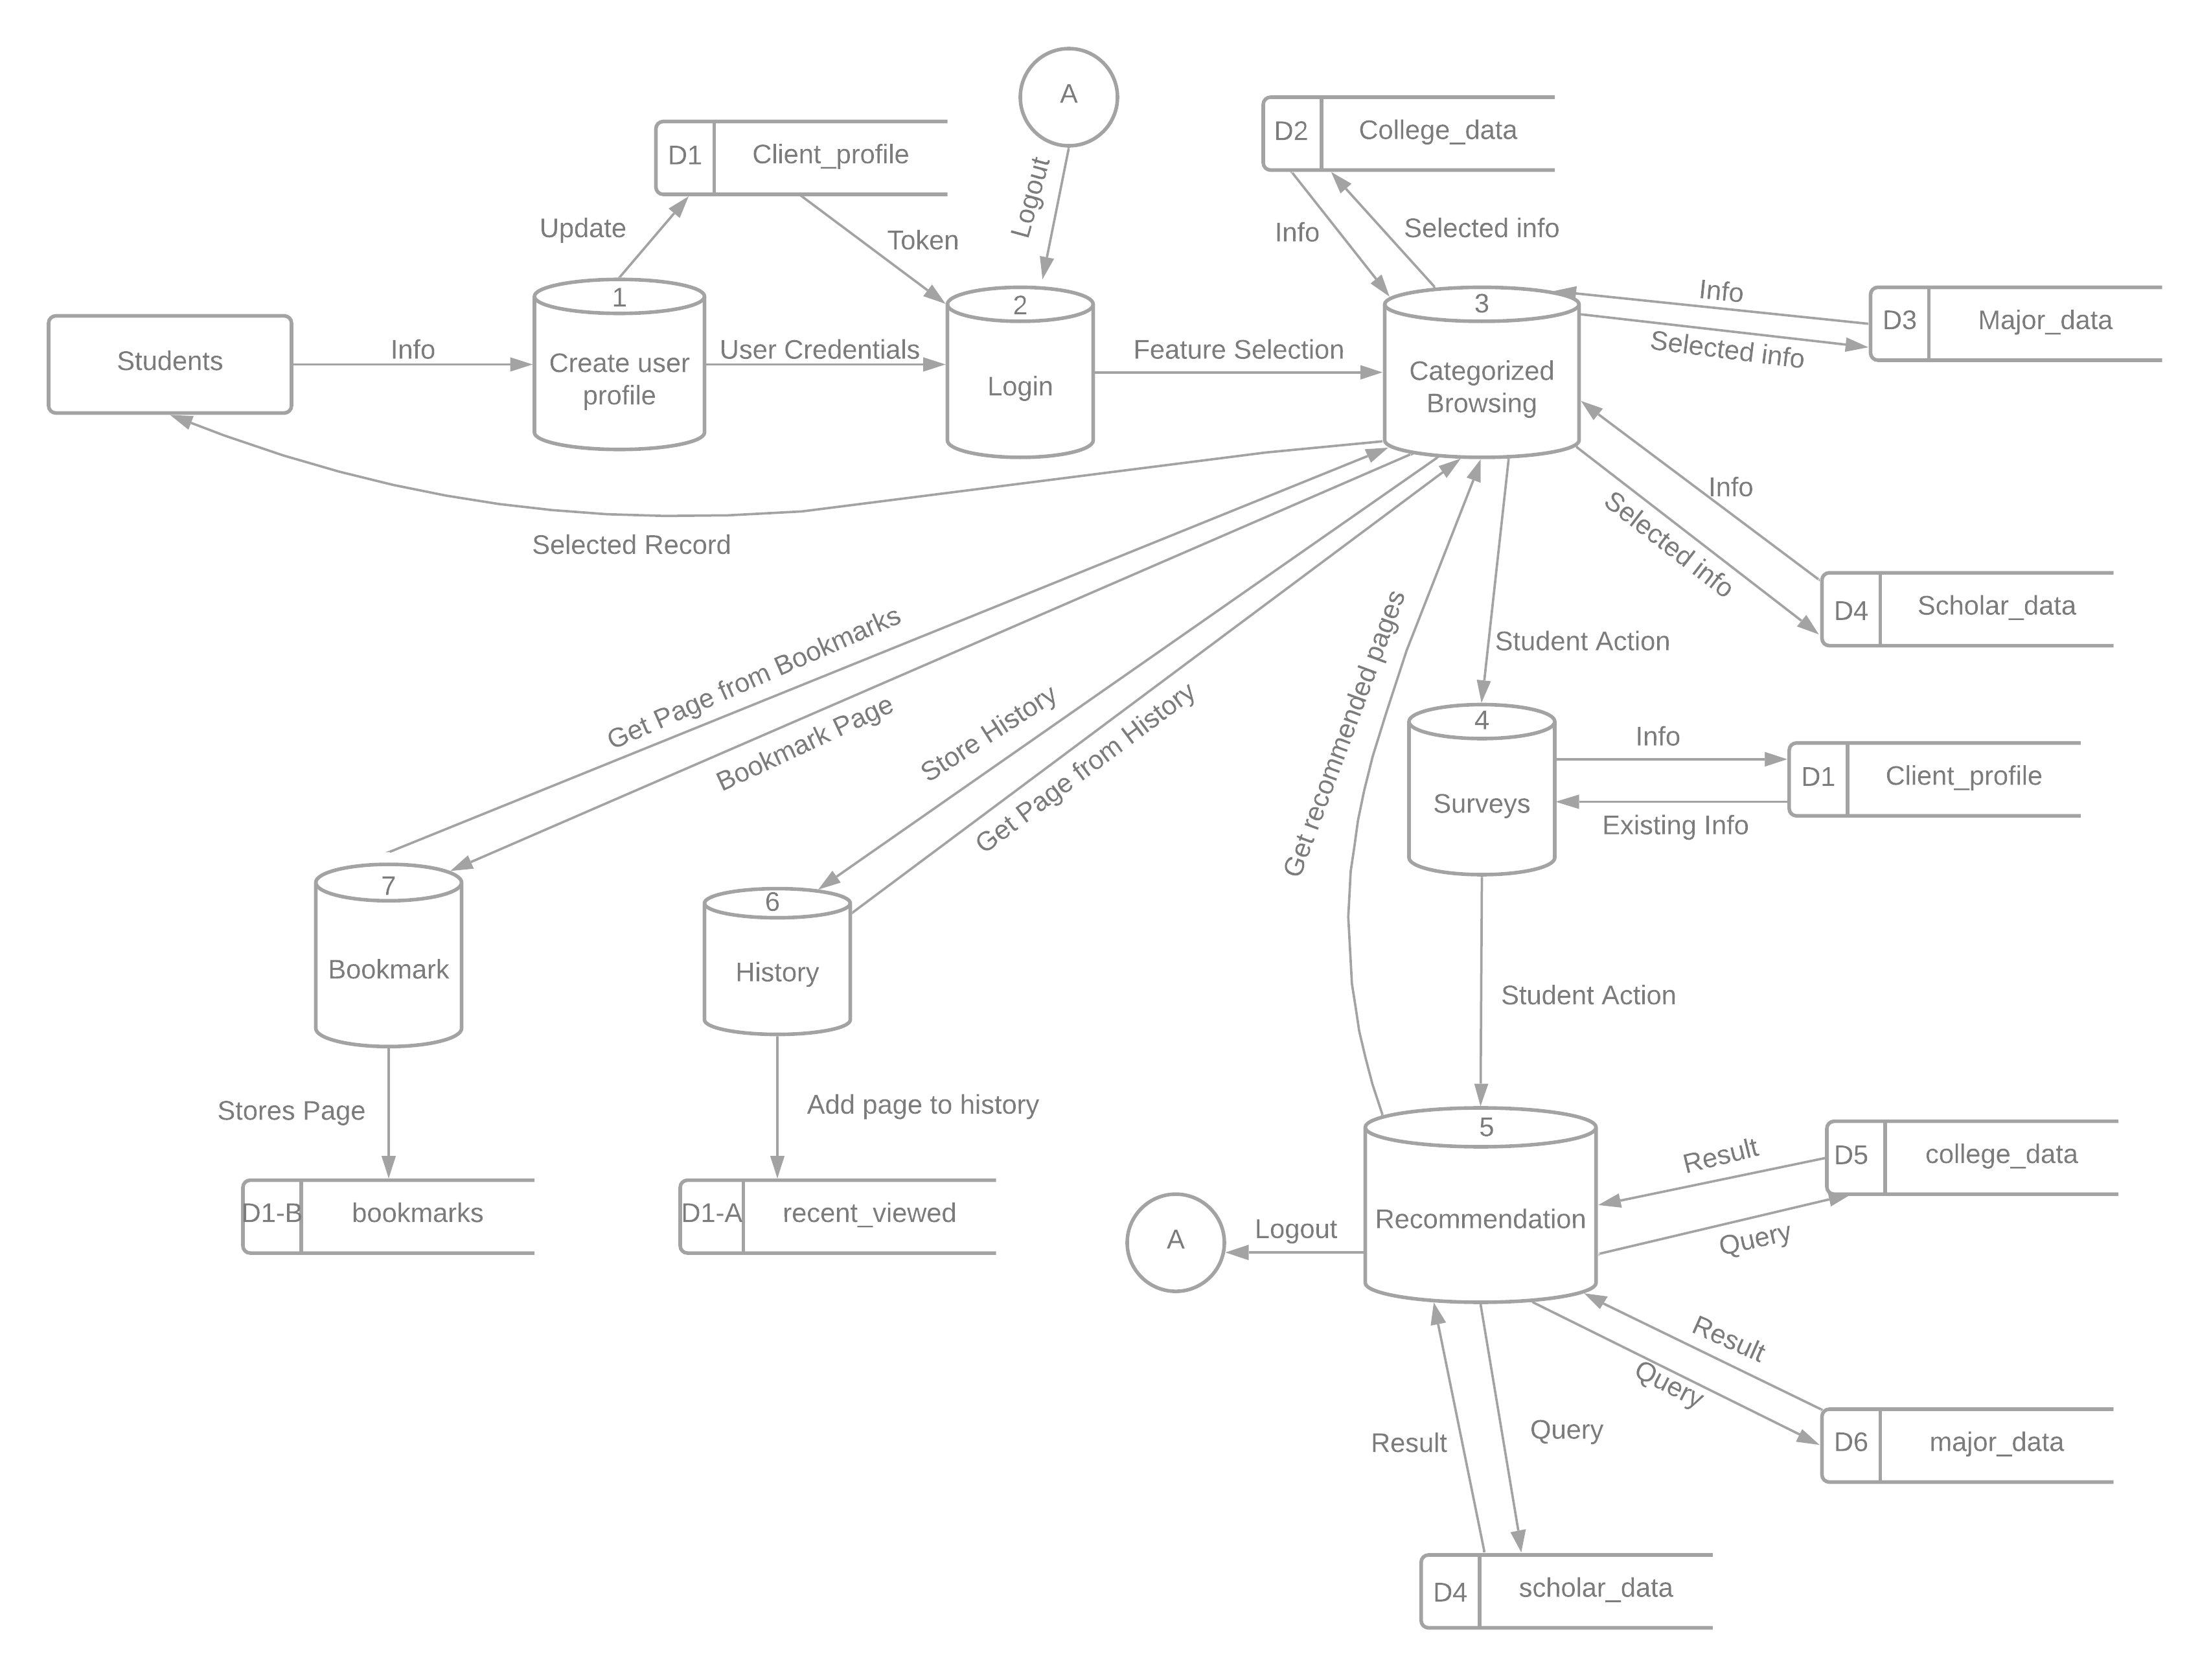 A
D1
Client_profile
D2
College_data
Logout
Update
Token
Info
Selected info
1
Create user
profile
2
Login
3
Categorized
Browsing
Info
Selected info
D3
Major_data
Students
Info
User Credentials
Feature Selection
Selected Record
Info
Selected info
D4
Scholar_data
Get Page from Bookmarks
Bookmark Page
Store History
Get Page from History
Get recommended pages
Student Action
4
Surveys
Info
Existing Info
D1
Client_profile
7
Bookmark
6
History
Student Action
Stores Page
Add page to history
D1-B
bookmarks
D1-A
recent_viewed
A
Logout
5
Recommendation
Result
Query
D5
college_data
Result
Query
D6
major_data
Result
Query
D4
scholar_data